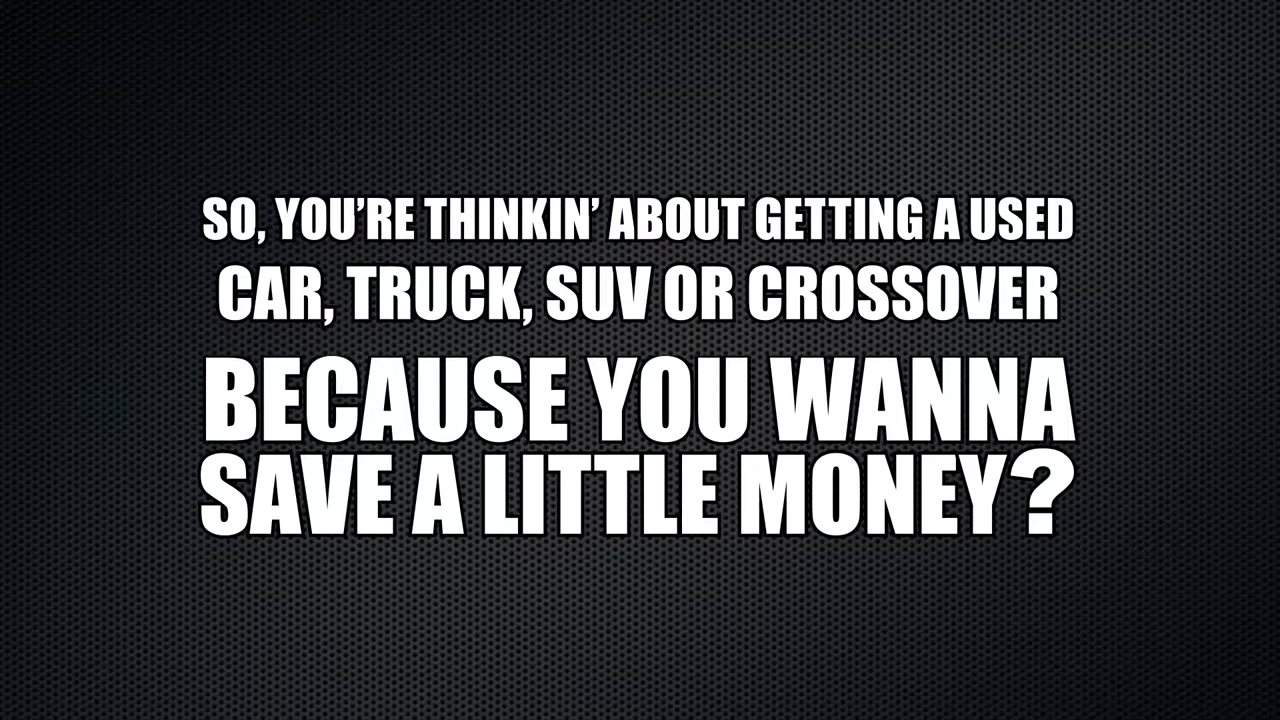 SO, YOU’RE THINKIN’ ABOUT GETTING A USED
CAR, TRUCK, SUV OR CROSSOVER
BECAUSE YOU WANNA
SAVE A LITTLE MONEY?